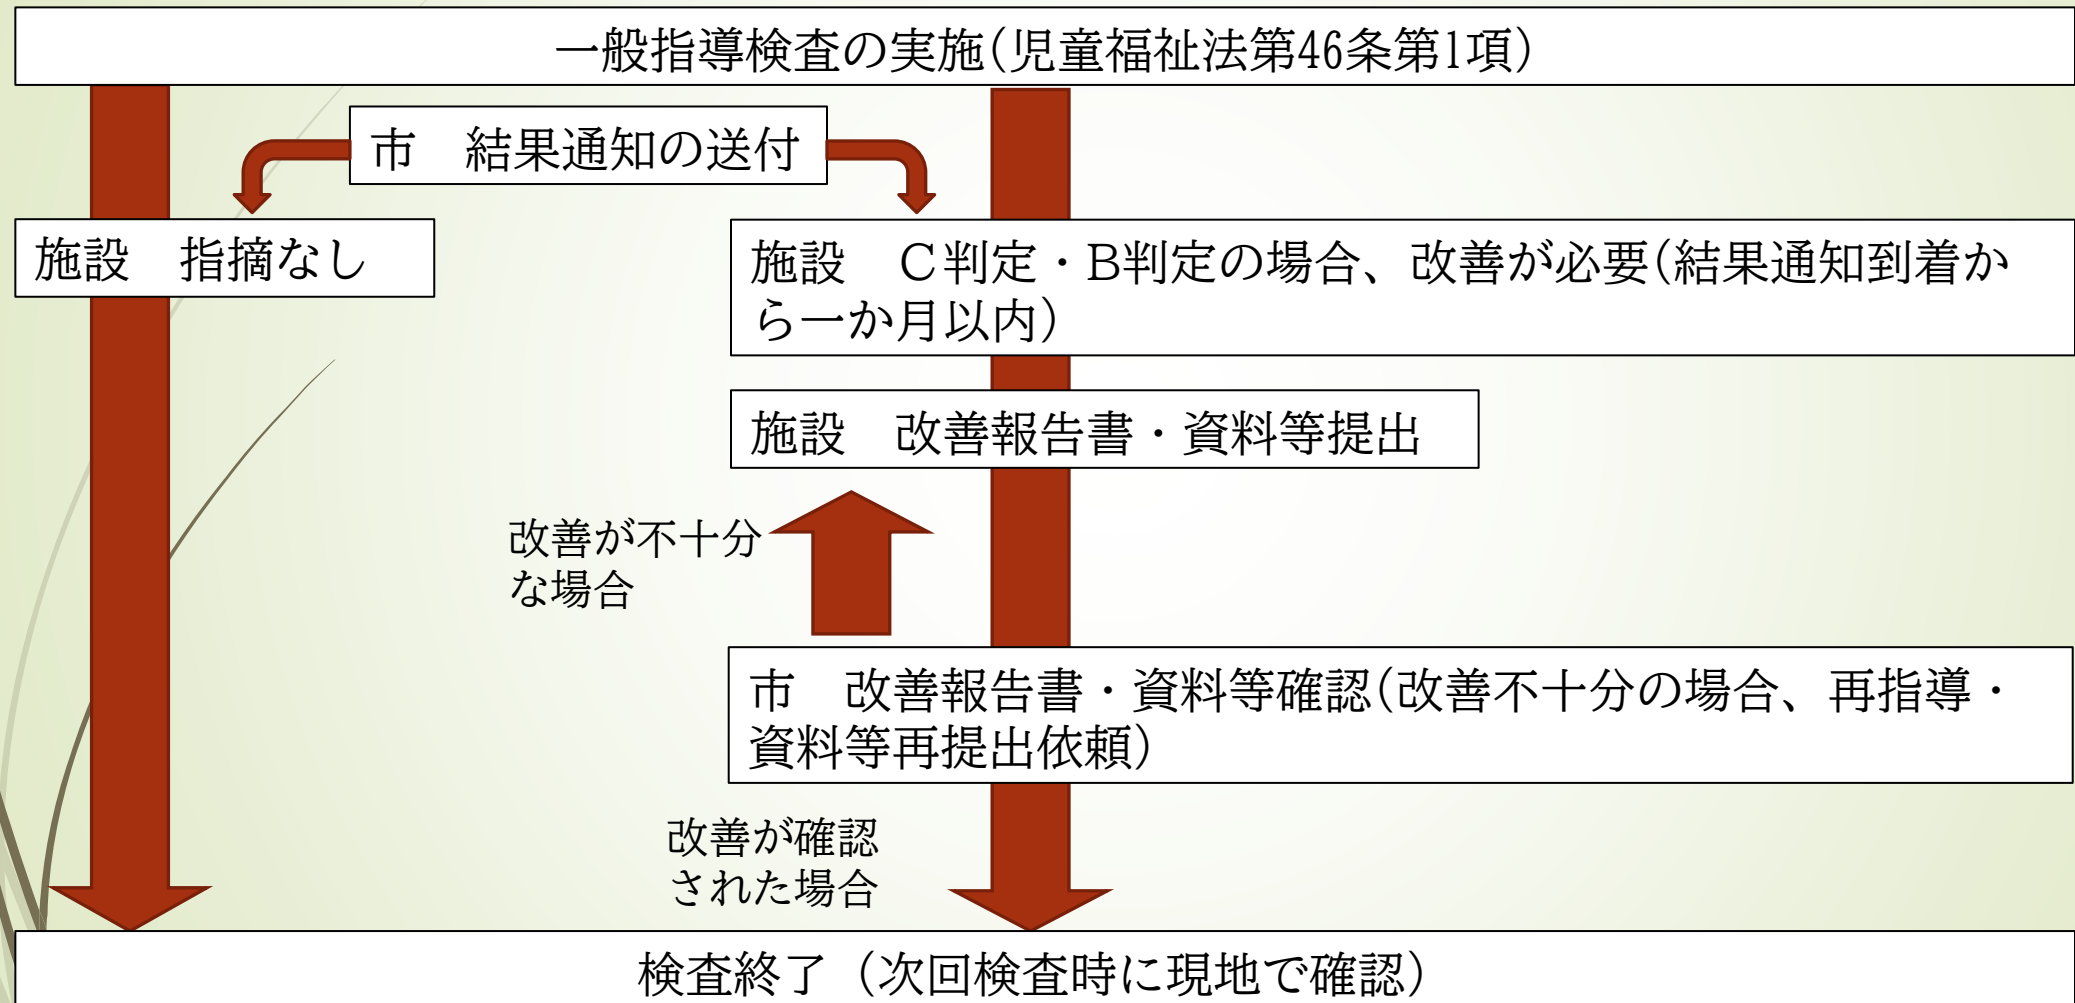 一般指導検査の実施(児童福祉法第46条第1項)
市　結果通知の送付
施設　指摘なし
施設　C判定・B判定の場合、改善が必要(結果通知到着か
ら一か月以内)
施設　改善報告書・資料等提出
改善が不十分
な場合
市　改善報告書・資料等確認(改善不十分の場合、再指導・
資料等再提出依頼)
改善が確認
された場合
検査終了（次回検査時に現地で確認）